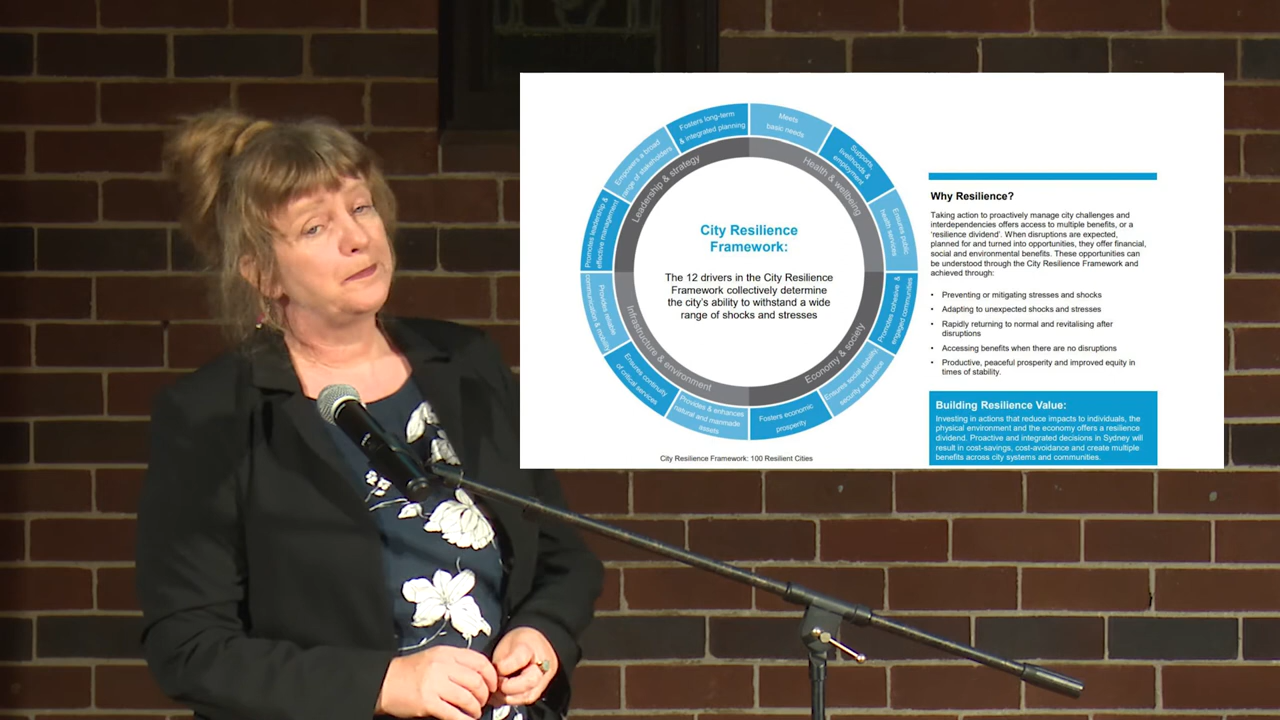 Fosters long-term
& integrated planning
Meets
basic needs
Supports
livelihoods &
employment
Ensures public
health services
Promotes cohesive &
engaged communities
Ensures social stability,
security and justice
Fosters economic
prosperity
Provides & enhances
natural and manmade
assets
Ensures continuity
of critical services
Provides reliable
communication & mobility
Promotes leadership &
effective management
Empowers a broad
range of stakeholders
Leadership & strategy
Health & wellbeing
Economy & society
Infrastructure & environment
City Resilience
Framework:
The 12 drivers in the City Resilience
Framework collectively determine
the city's ability to withstand a wide
range of shocks and stresses
City Resilience Framework: 100 Resilient Cities
Why Resilience?
Taking action to proactively manage city challenges and
interdependencies offers access to multiple benefits, or a
'resilience dividend'. When disruptions are expected,
planned for and turned into opportunities, they offer financial,
social and environmental benefits. These opportunities can
be understood through the City Resilience Framework and
achieved through:
• Preventing or mitigating stresses and shocks
• Adapting to unexpected shocks and stresses
• Rapidly returning to normal and revitalising after
disruptions
• Accessing benefits when there are no disruptions
• Productive, peaceful prosperity and improved equity in
times of stability.
Building Resilience Value:
Investing in actions that reduce impacts to individuals, the
physical environment and the economy offers a resilience
dividend. Proactive and integrated decisions in Sydney will
result in cost-savings, cost-avoidance and create multiple
benefits across city systems and communities.